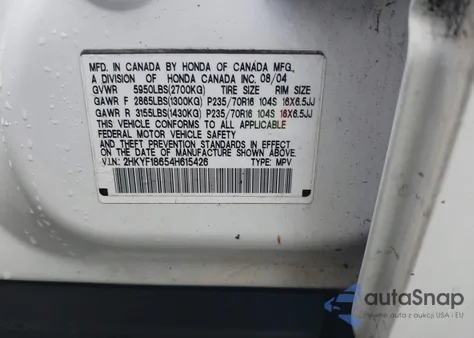 MFD. IN CANADA BY HONDA OF CANADA MFG.,
A DIVISION OF HONDA CANADA INC. 08/04
GVWR 5950LBS(2700KG) TIRE SIZE RIM SIZE
GAWR F 2865LBS(1300KG) P235/70R16 104S 16X6.5JJ
GAWR R 3155LBS(1430KG) P235/70R16 104S 16X6.5JJ
THIS VEHICLE CONFORMS TO ALL APPLICABLE
FEDERAL MOTOR VEHICLE SAFETY
AND THEFT PREVENTION STANDARDS IN EFFECT
ON THE DATE OF MANUFACTURE SHOWN ABOVE.
V.I.N: 2HKYF18654H615426 TYPE: MPV
autaSnap
Twoje auto z aukcji USA i EU